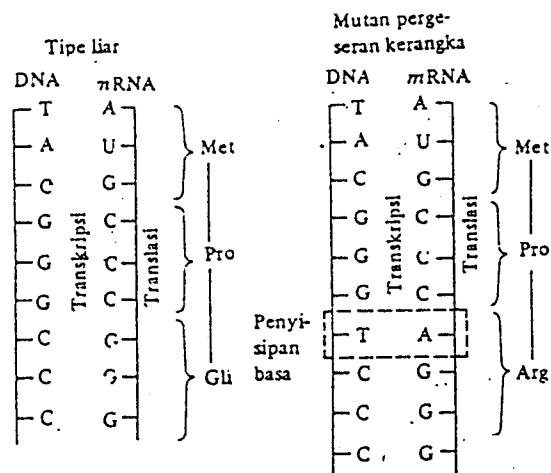 Tipe liar
DNA mRNA
T A
A U
C G
G C
G C
G C
C G
C G
C G
Transkripsi
Translasi
Met
Pro
Gli
Mutan perge-
seran kerangka
DNA mRNA
T A
A U
C G
G C
G C
G C
T A
C G
C G
C G
Transkripsi
Translasi
Penyi-
sipan
basa
Met
Pro
Arg